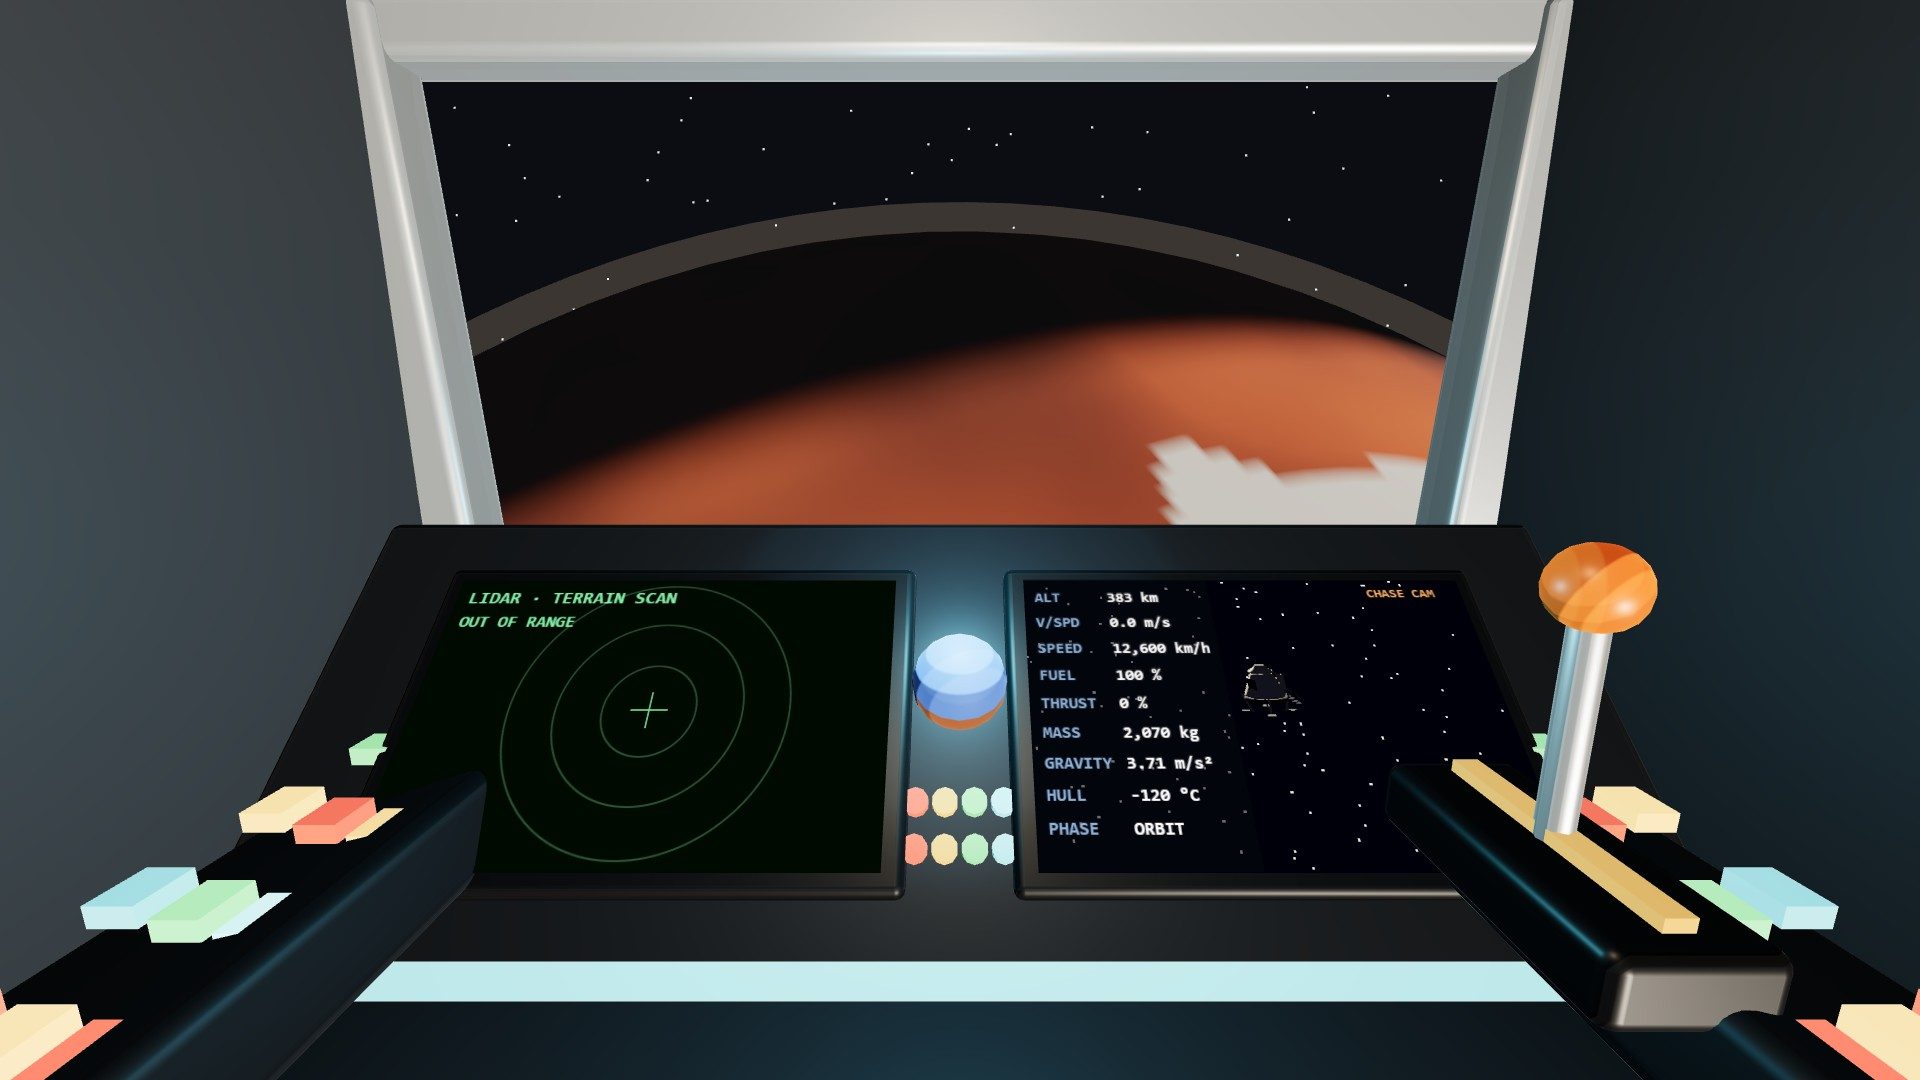 LIDAR · TERRAIN SCAN
OUT OF RANGE
CHASE CAM
ALT 383 km
V/SPD 0.0 m/s
SPEED 12,600 km/h
FUEL 100 %
THRUST 0 %
MASS 2,070 kg
GRAVITY 3.71 m/s²
HULL -120 °C
PHASE ORBIT